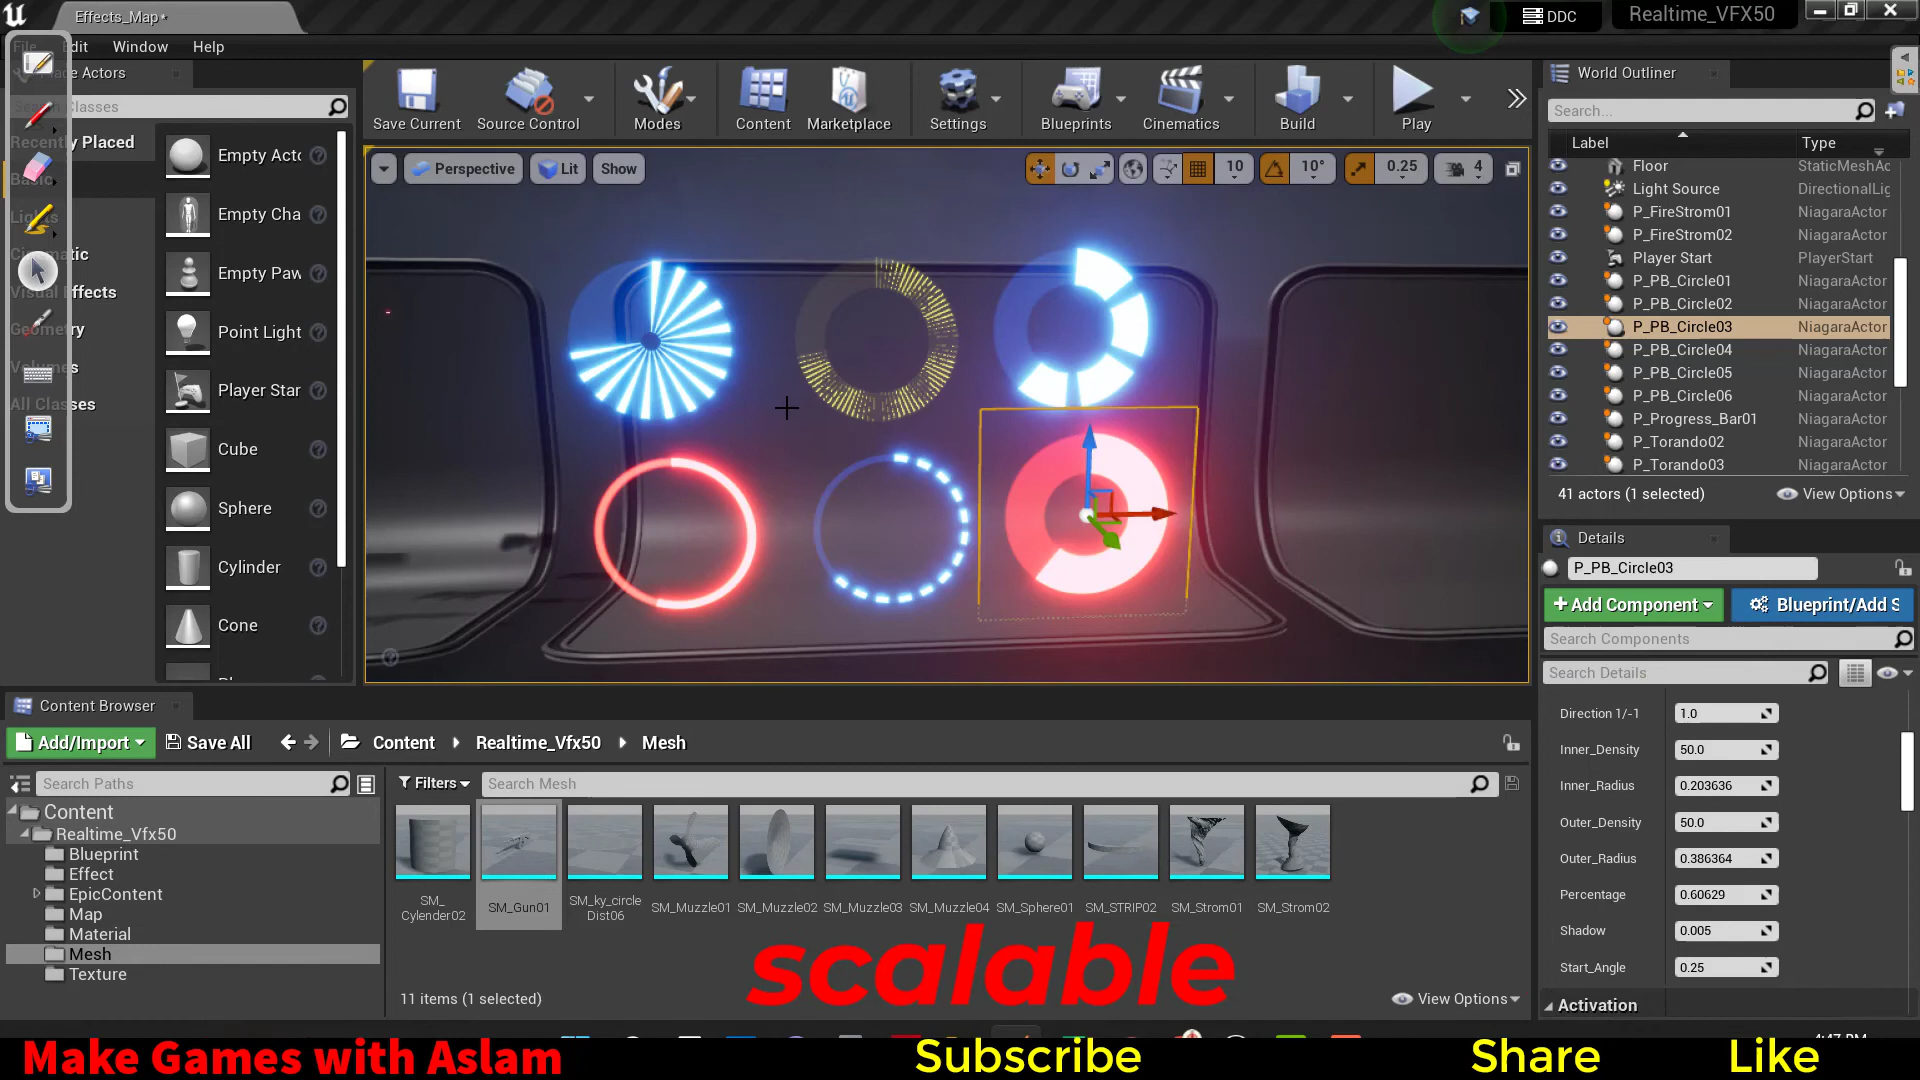 Effects_Map*
DDC
Realtime_VFX50
File Edit Window Help
Place Actors
Search Classes
Recently Placed
Basic
Lights
Cinematic
Visual Effects
Geometry
Volumes
All Classes
Empty Acto
Empty Cha
Empty Paw
Point Light
Player Star
Cube
Sphere
Cylinder
Cone
Save Current
Source Control
Modes
Content
Marketplace
Settings
Blueprints
Cinematics
Build
Play
Perspective
Lit
Show
10
10°
0.25
4
World Outliner
Search...
Label Type
Floor StaticMeshAc
Light Source DirectionalLig
P_FireStrom01 NiagaraActor
P_FireStrom02 NiagaraActor
Player Start PlayerStart
P_PB_Circle01 NiagaraActor
P_PB_Circle02 NiagaraActor
P_PB_Circle03 NiagaraActor
P_PB_Circle04 NiagaraActor
P_PB_Circle05 NiagaraActor
P_PB_Circle06 NiagaraActor
P_Progress_Bar01 NiagaraActor
P_Torando02 NiagaraActor
P_Torando03 NiagaraActor
41 actors (1 selected)
View Options
Details
P_PB_Circle03
+ Add Component
Blueprint/Add S
Search Components
Search Details
Direction 1/-1 1.0
Inner_Density 50.0
Inner_Radius 0.203636
Outer_Density 50.0
Outer_Radius 0.386364
Percentage 0.60629
Shadow 0.005
Start_Angle 0.25
Activation
Content Browser
Add/Import
Save All
Content
Realtime_Vfx50
Mesh
Search Paths
Filters
Search Mesh
Content
Realtime_Vfx50
Blueprint
Effect
EpicContent
Map
Material
Mesh
Texture
SM_
Cylender02
SM_Gun01
SM_ky_circle
Dist06
SM_Muzzle01
SM_Muzzle02
SM_Muzzle03
SM_Muzzle04
SM_Sphere01
SM_STRIP02
SM_Strom01
SM_Strom02
11 items (1 selected)
View Options
scalable
Make Games with Aslam
Subscribe
Share
Like